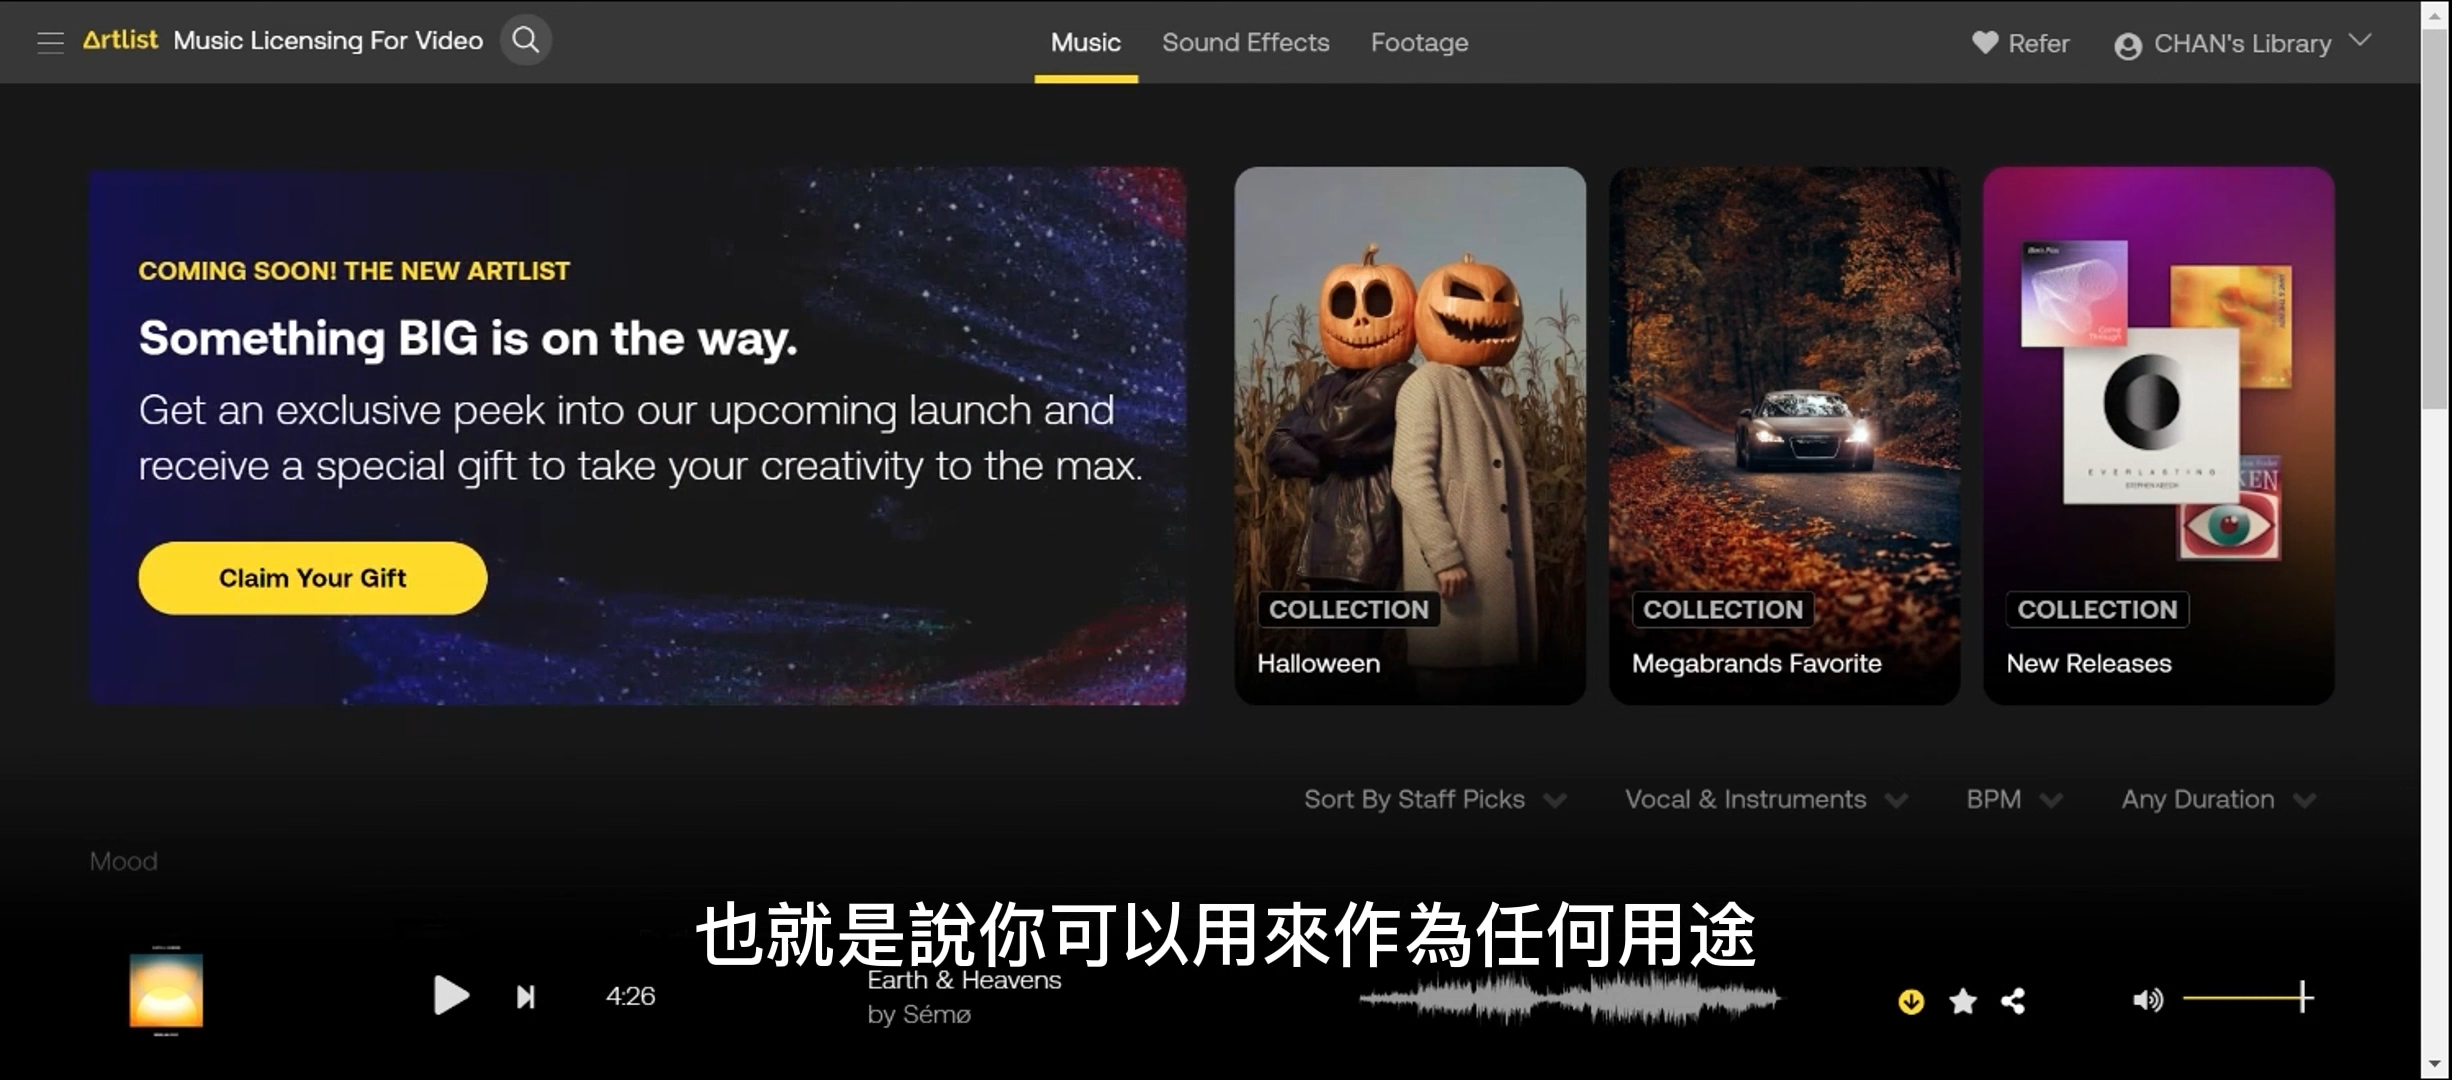 Artlist Music Licensing For Video
Music Sound Effects Footage
Refer CHAN's Library
COMING SOON! THE NEW ARTLIST
Something BIG is on the way.
Get an exclusive peek into our upcoming launch and
receive a special gift to take your creativity to the max.
Claim Your Gift
COLLECTION
Halloween
COLLECTION
Megabrands Favorite
EVERLASTING
COLLECTION
New Releases
Sort By Staff Picks Vocal & Instruments BPM Any Duration
Mood
也就是說你可以用來作為任何用途
4:26
Earth & Heavens
by Sémø